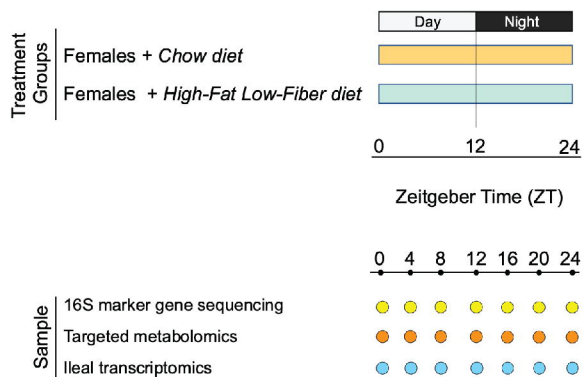 Day Night
Treatment
Groups
Females + Chow diet
Females + High-Fat Low-Fiber diet
0 12 24
Zeitgeber Time (ZT)
0 4 8 12 16 20 24
Sample
16S marker gene sequencing
Targeted metabolomics
Ileal transcriptomics